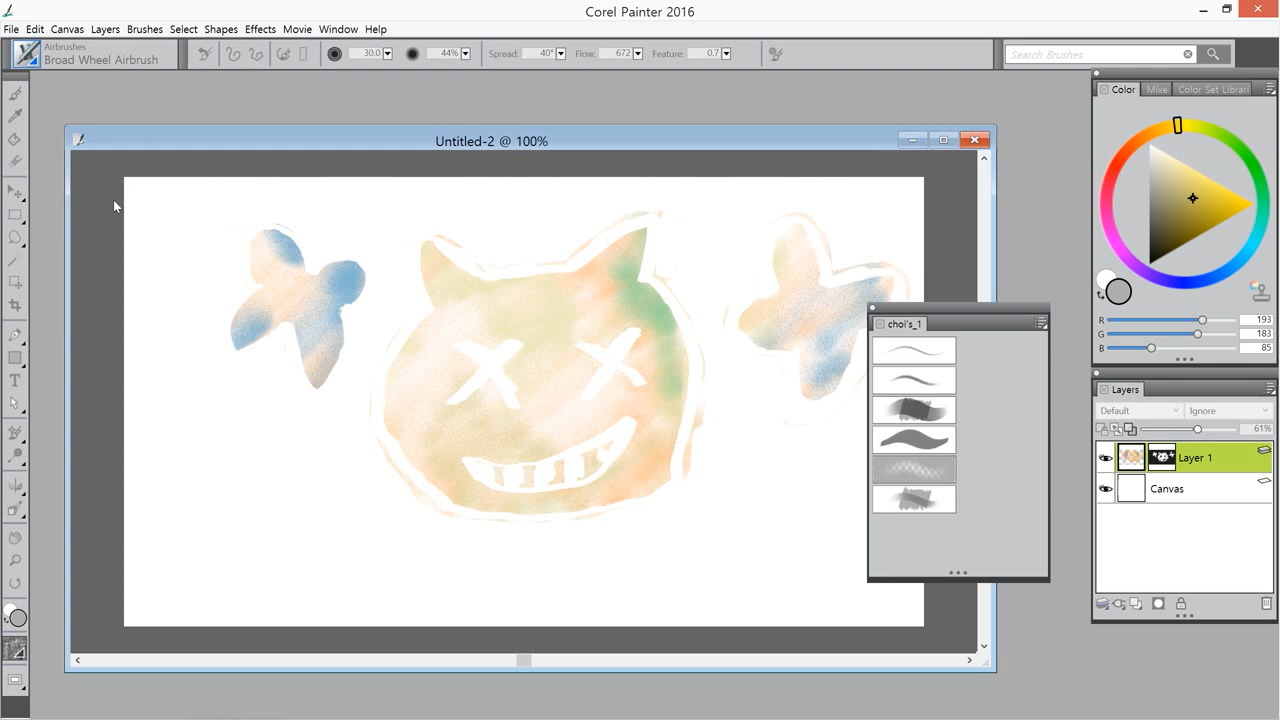 Corel Painter 2016
File Edit Canvas Layers Brushes Select Shapes Effects Movie Window Help
Airbrushes
Broad Wheel Airbrush
30.0 44% Spread: 40° Flow: 672 Feature: 0.7
Search Brushes
Untitled-2 @ 100%
Color Mixe Color Set Librari
R 193
G 183
B 85
choi's_1
Layers
Default Ignore
61%
Layer 1
Canvas
T